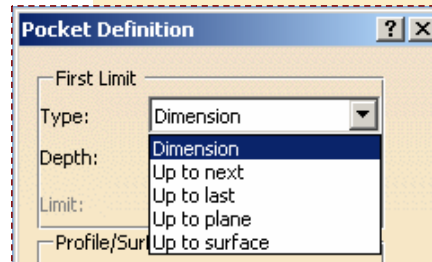 Pocket Definition ? X
First Limit
Type: Dimension
Depth: Dimension
Up to next
Limit: Up to last
Up to plane
Profile/Sur Up to surface